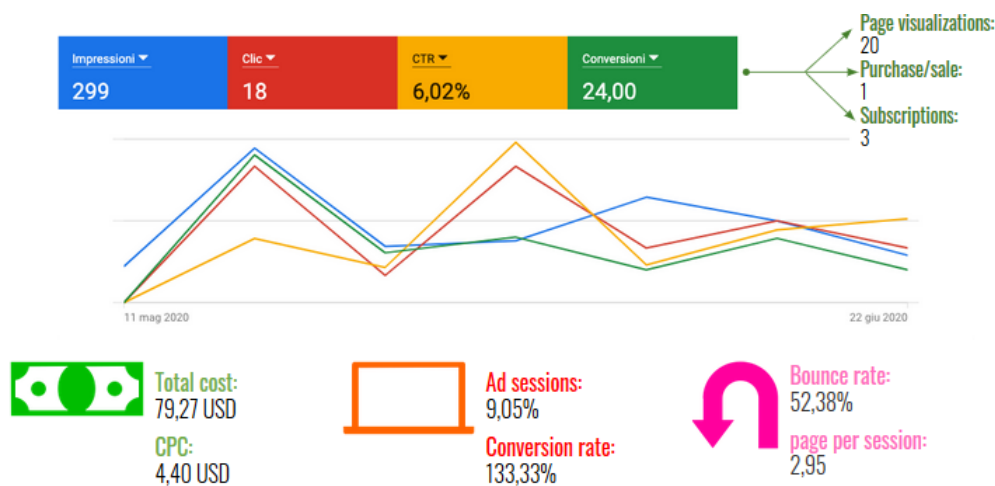 Impressioni
299
Clic
18
CTR
6,02%
Conversioni
24,00
Page visualizations:
20
Purchase/sale:
1
Subscriptions:
3
11 mag 2020
22 giu 2020
Total cost:
79,27 USD
CPC:
4,40 USD
Ad sessions:
9,05%
Conversion rate:
133,33%
Bounce rate:
52,38%
page per session:
2,95